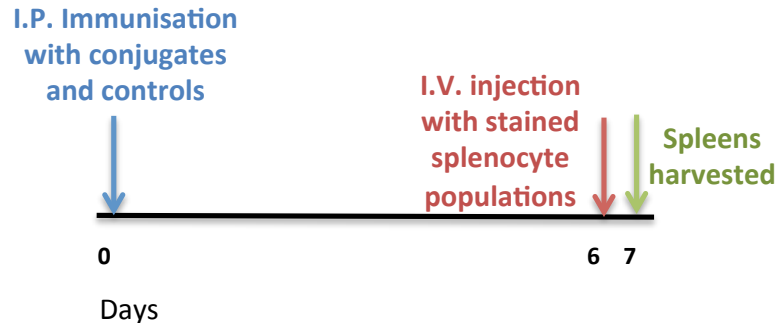 I.P. Immunisation
with conjugates
and controls
I.V. injection
with stained
splenocyte
populations
Spleens
harvested
0
6
7
Days